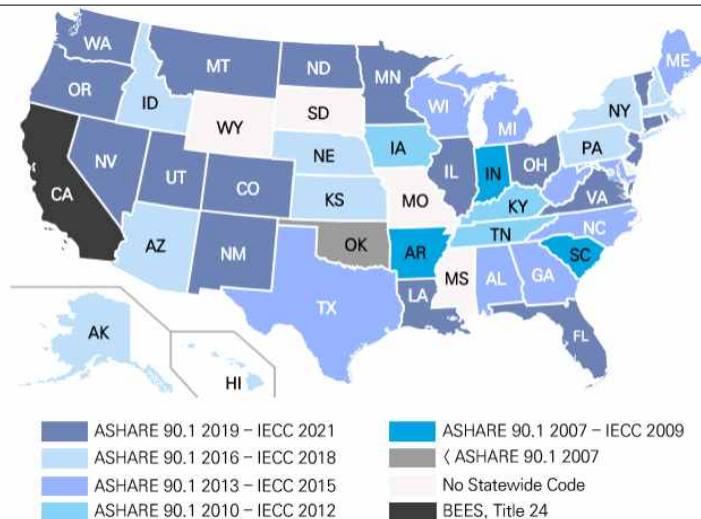 WA
MT
ND
MN
ME
OR
ID
WI
NY
SD
MI
WY
IA
PA
NE
NV
IL
IN
OH
UT
CO
VA
CA
KS
MO
KY
NC
TN
OK
AZ
NM
AR
SC
MS
AL
GA
LA
TX
AK
FL
HI
ASHARE 90.1 2019 – IECC 2021
ASHARE 90.1 2016 – IECC 2018
ASHARE 90.1 2013 – IECC 2015
ASHARE 90.1 2010 – IECC 2012
ASHARE 90.1 2007 – IECC 2009
〈 ASHARE 90.1 2007
No Statewide Code
BEES, Title 24